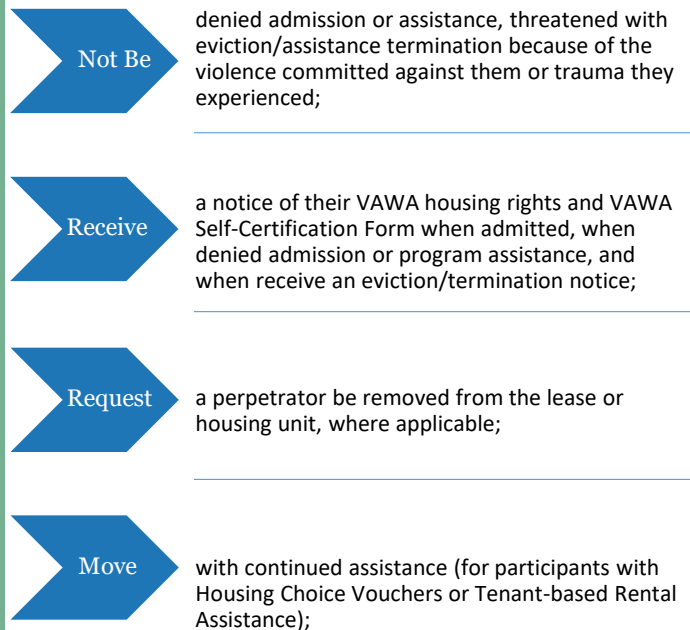 Not Be
denied admission or assistance, threatened with
eviction/assistance termination because of the
violence committed against them or trauma they
experienced;
Receive
a notice of their VAWA housing rights and VAWA
Self-Certification Form when admitted, when
denied admission or program assistance, and
when receive an eviction/termination notice;
Request
a perpetrator be removed from the lease or
housing unit, where applicable;
Move
with continued assistance (for participants with
Housing Choice Vouchers or Tenant-based Rental
Assistance);